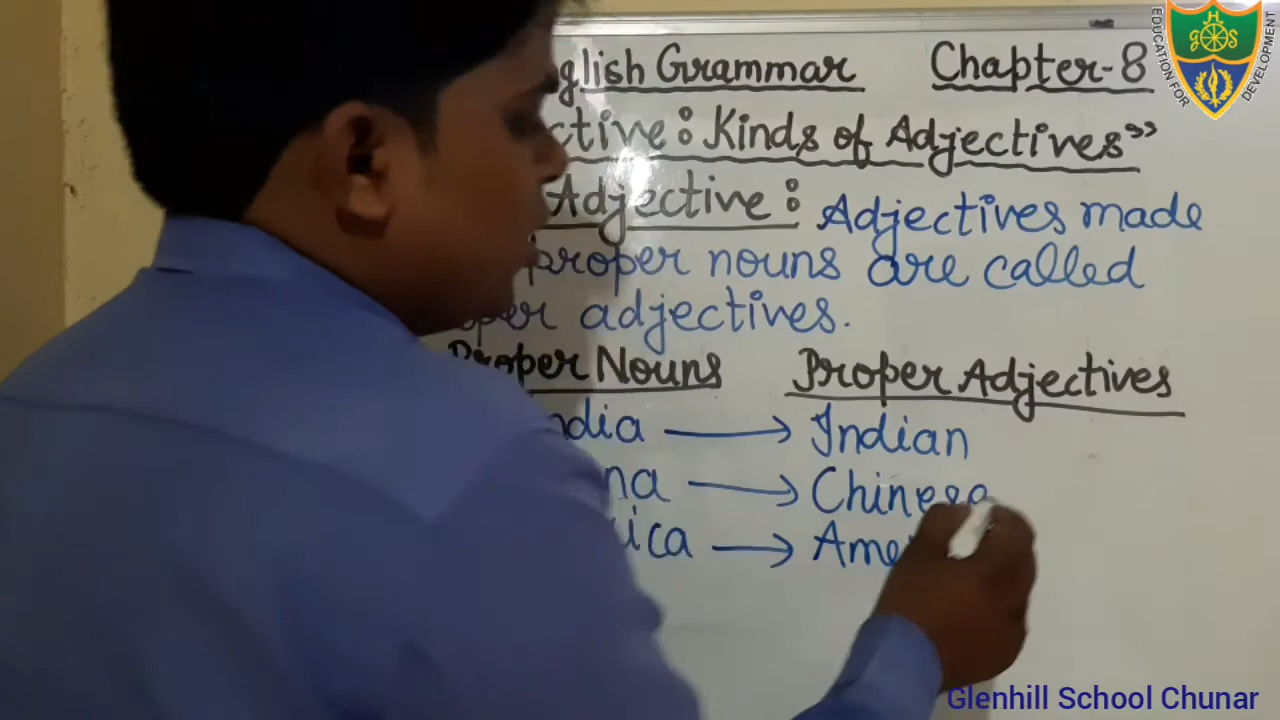 glish Grammar Chapter-8
ctive: Kinds of Adjectives”
Adjective: Adjectives made
proper nouns are called
adjectives.
Proper Nouns Proper Adjectives
dia → Indian
na → Chinese
ica → Ame
EDUCATION FOR DEVELOPMENT
GHS
Glenhill School Chunar